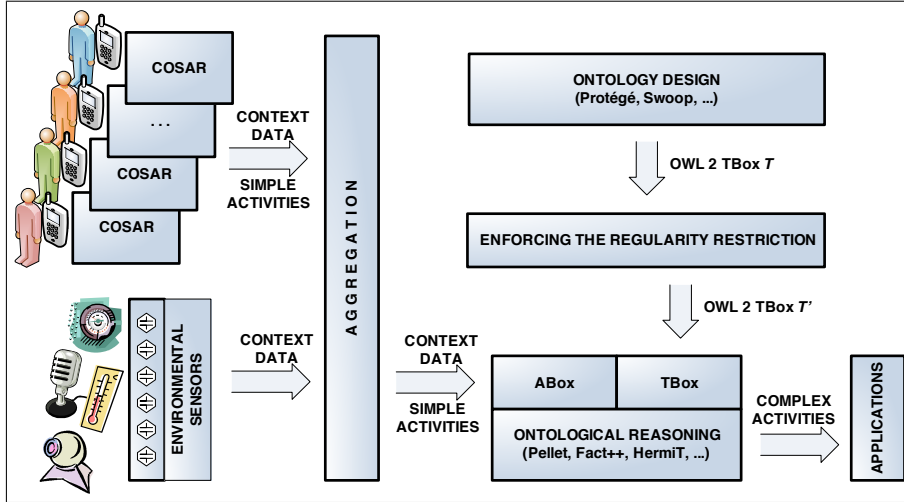 COSAR
...
COSAR
COSAR
CONTEXT
DATA
SIMPLE
ACTIVITIES
ENVIRONMENTAL
SENSORS
CONTEXT
DATA
AGGREGATION
CONTEXT
DATA
SIMPLE
ACTIVITIES
ONTOLOGY DESIGN
(Protégé, Swoop, ...)
OWL 2 TBox T
ENFORCING THE REGULARITY RESTRICTION
OWL 2 TBox T’
ABox
TBox
ONTOLOGICAL REASONING
(Pellet, Fact++, HermiT, ...)
COMPLEX
ACTIVITIES
APPLICATIONS